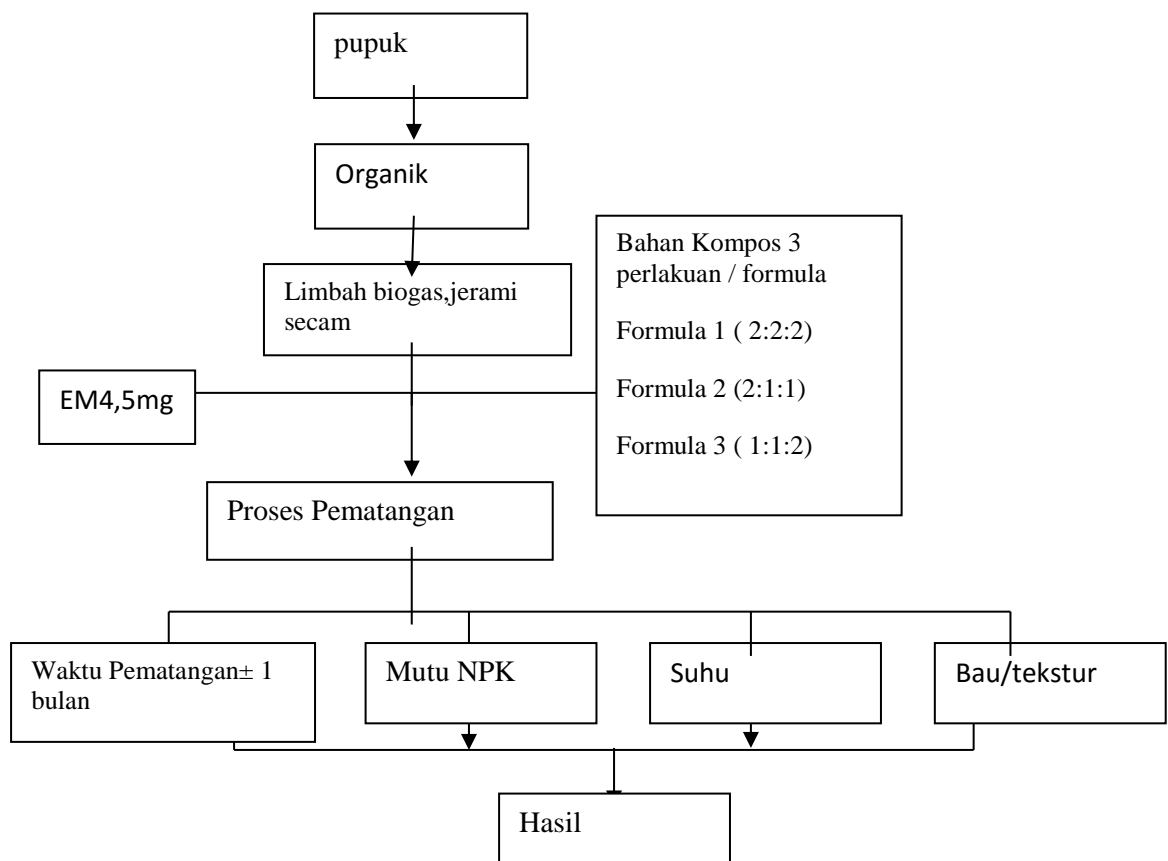 pupuk
Organik
Limbah biogas,jerami
secam
Bahan Kompos 3
perlakuan / formula
Formula 1 ( 2:2:2)
Formula 2 (2:1:1)
Formula 3 ( 1:1:2)
EM4,5mg
Proses Pematangan
Waktu Pematangan± 1
bulan
Mutu NPK
Suhu
Bau/tekstur
Hasil